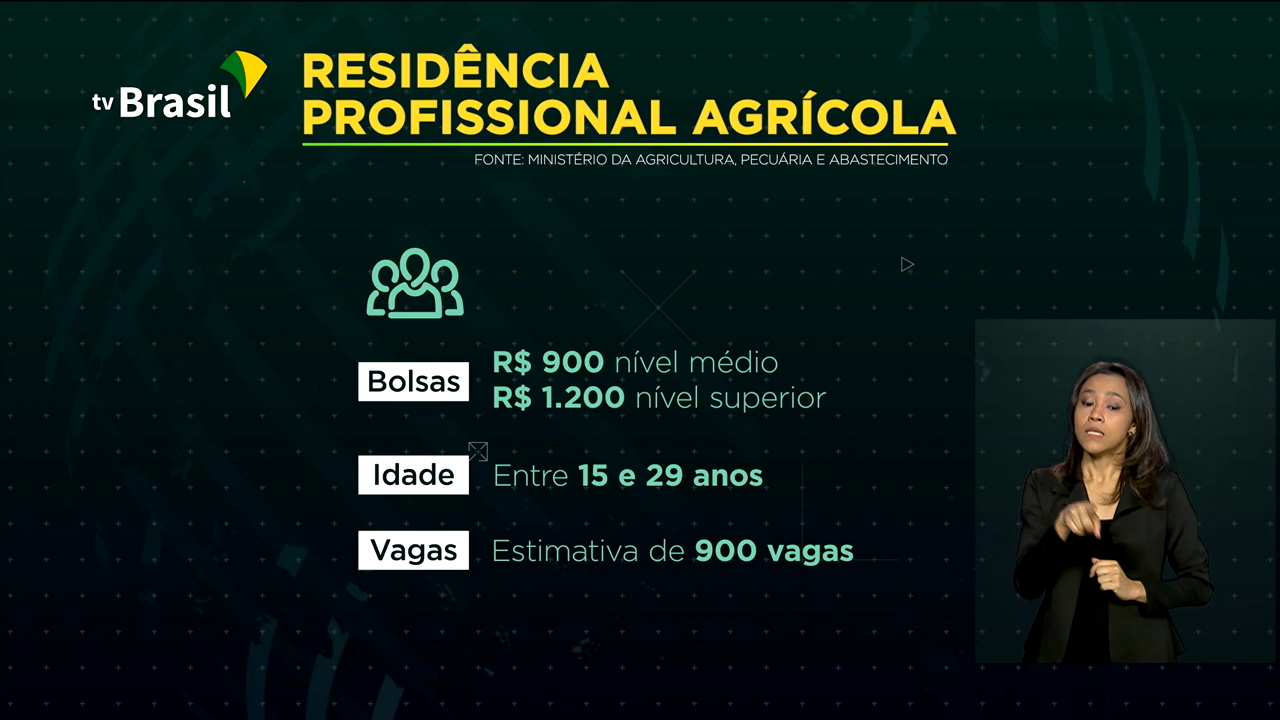 tv Brasil
RESIDÊNCIA
PROFISSIONAL AGRÍCOLA
FONTE: MINISTÉRIO DA AGRICULTURA, PECUÁRIA E ABASTECIMENTO
Bolsas
R$ 900 nível médio
R$ 1.200 nível superior
Idade
Entre 15 e 29 anos
Vagas
Estimativa de 900 vagas